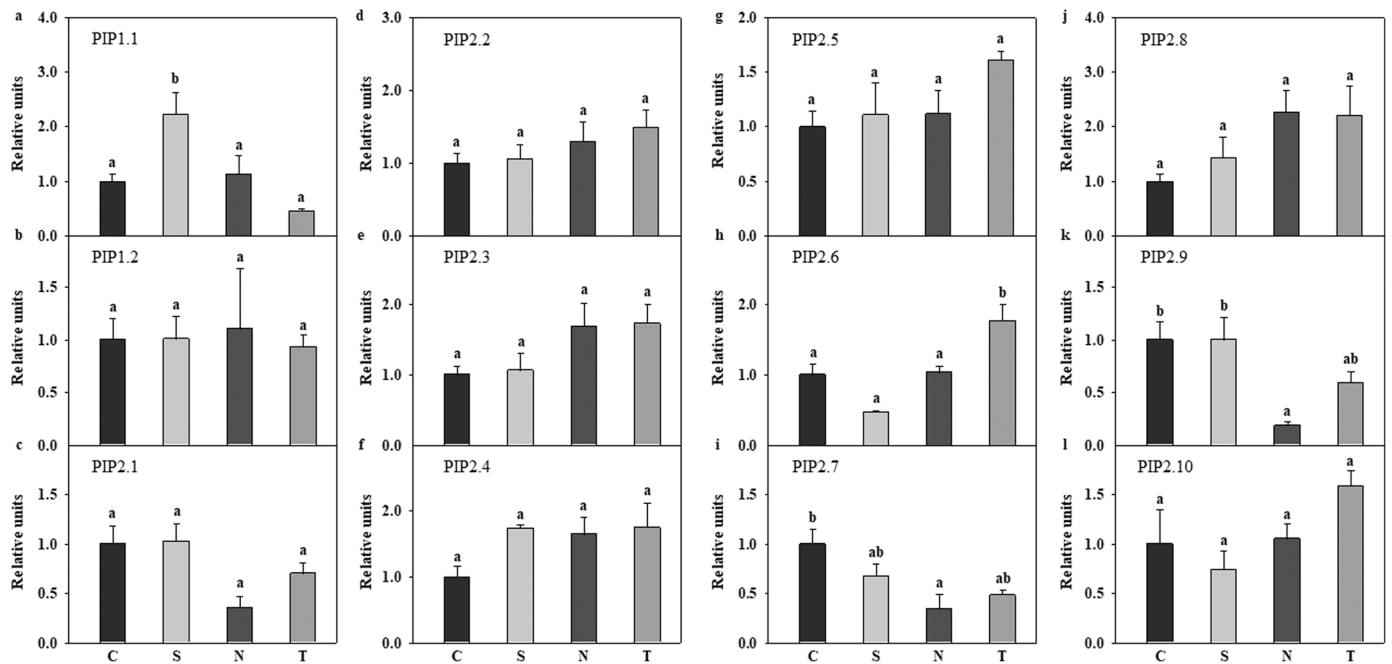 a
PIP1.1
Relative units
4.0
3.0
2.0
1.0
0.0
a b a a
b
PIP1.2
Relative units
1.5
1.0
0.5
0.0
a a a a
c
PIP2.1
Relative units
1.5
1.0
0.5
0.0
a a a a
C S N T
d
PIP2.2
Relative units
3.0
2.0
1.0
0.0
a a a a
e
PIP2.3
Relative units
2.0
1.0
0.0
a a a a
f
PIP2.4
Relative units
2.0
1.0
0.0
a a a a
C S N T
g
PIP2.5
Relative units
2.0
1.5
1.0
0.5
0.0
a a a a
h
PIP2.6
Relative units
2.0
1.0
0.0
a a a b
i
PIP2.7
Relative units
1.5
1.0
0.5
0.0
b ab a ab
C S N T
j
PIP2.8
Relative units
4.0
3.0
2.0
1.0
0.0
a a a a
k
PIP2.9
Relative units
1.5
1.0
0.5
0.0
b b a ab
l
PIP2.10
Relative units
1.5
1.0
0.5
0.0
a a a a
C S N T